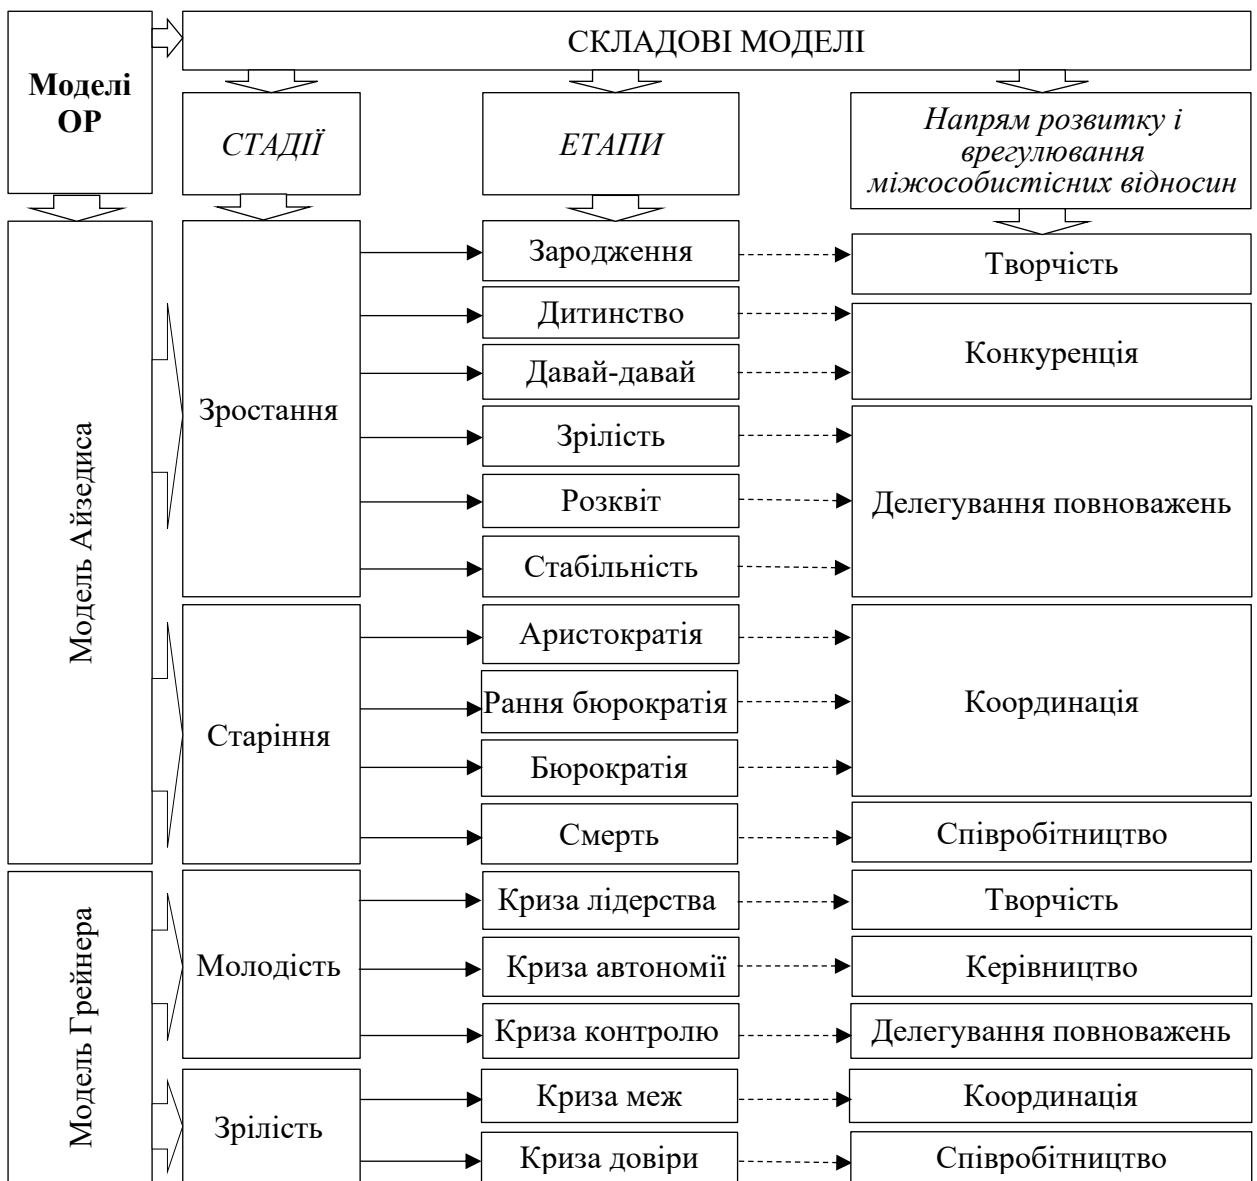 СКЛАДОВІ МОДЕЛІ
Моделі
ОР
СТАДІЇ
ЕТАПИ
Напрям розвитку і
врегулювання
міжособистісних відносин
Модель Айзедиса
Зростання
Зародження
Творчість
Дитинство
Конкуренція
Давай-давай
Зрілість
Делегування повноважень
Розквіт
Стабільність
Старіння
Аристократія
Координація
Рання бюрократія
Бюрократія
Смерть
Співробітництво
Модель Грейнера
Молодість
Криза лідерства
Творчість
Криза автономії
Керівництво
Криза контролю
Делегування повноважень
Зрілість
Криза меж
Координація
Криза довіри
Співробітництво